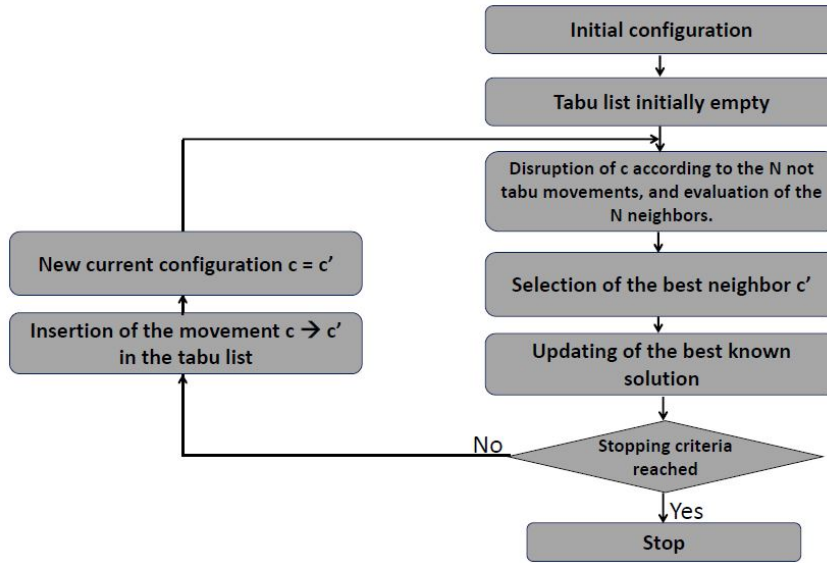 Initial configuration
Tabu list initially empty
Disruption of c according to the N not
tabu movements, and evaluation of the
N neighbors.
New current configuration c = c’
Selection of the best neighbor c’
Insertion of the movement c → c’
in the tabu list
Updating of the best known
solution
No
Stopping criteria
reached
Yes
Stop